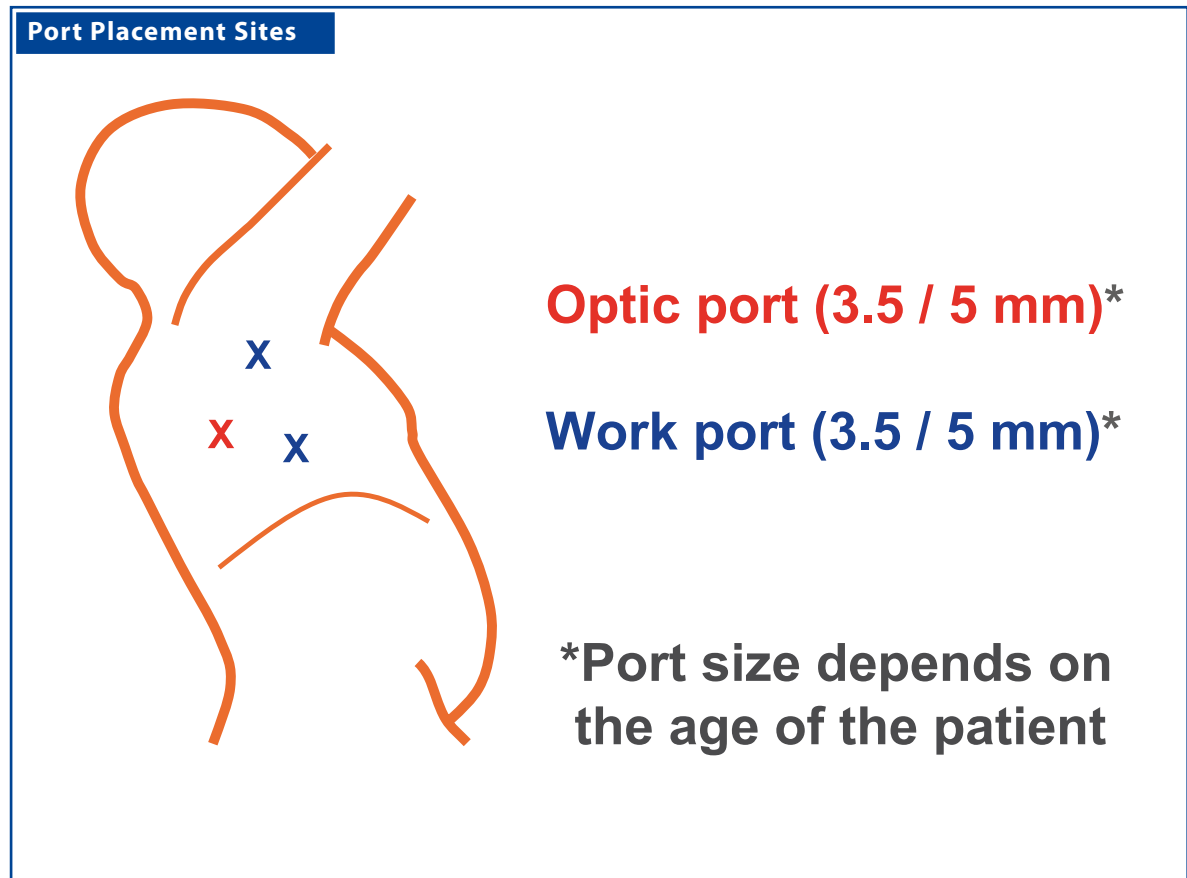 Port Placement Sites
X
X
X
Optic port (3.5 / 5 mm)*
Work port (3.5 / 5 mm)*
*Port size depends on
the age of the patient